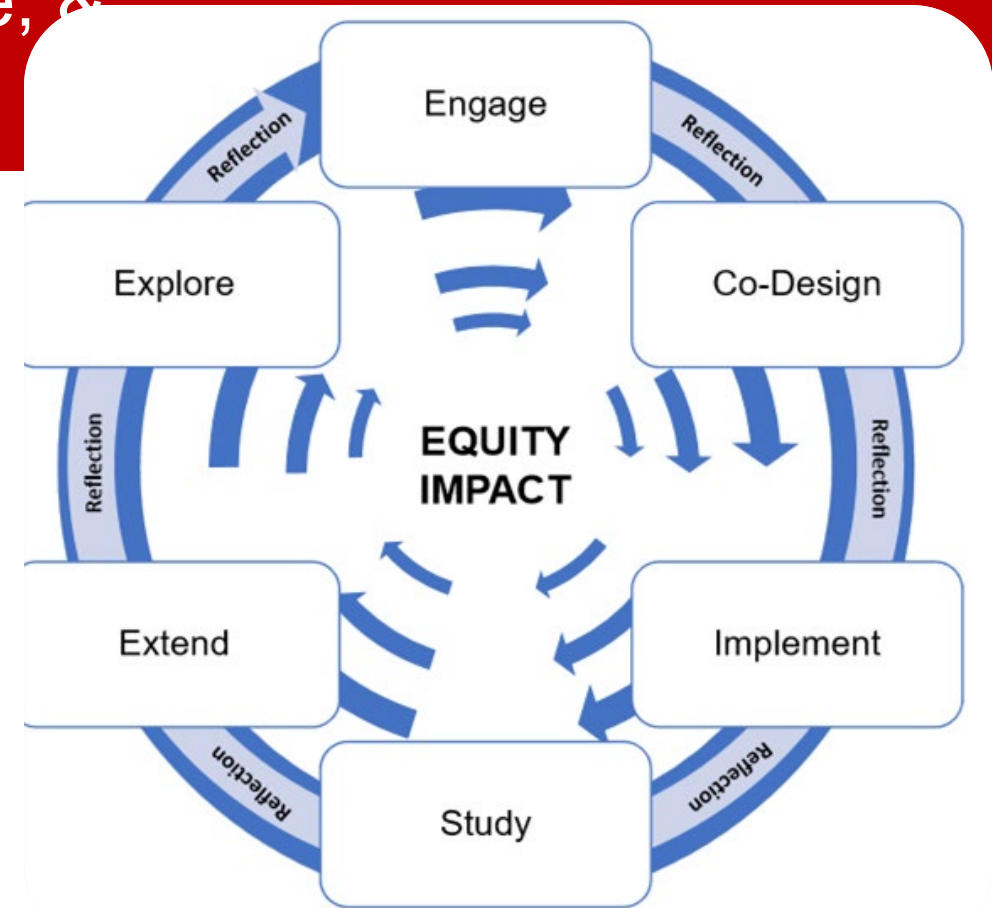 e, &
Engage
Reflection
Reflection
Explore
Co-Design
EQUITY
IMPACT
Reflection
Reflection
Extend
Implement
Reflection
Reflection
Study